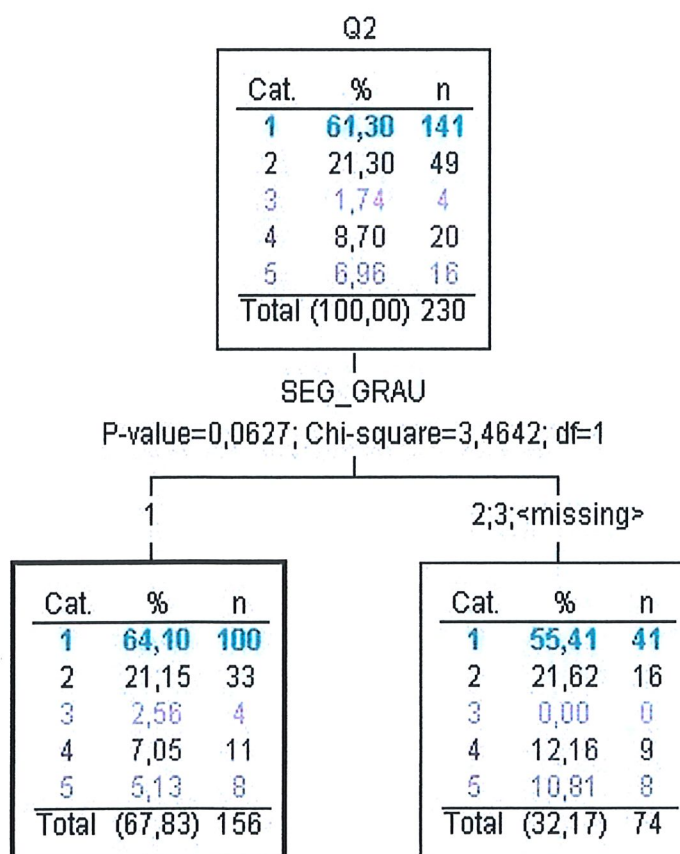 Q2
Cat. % n
1 61,30 141
2 21,30 49
3 1,74 4
4 8,70 20
5 6,96 16
Total (100,00) 230
SEG_GRAU
P-value=0,0627; Chi-square=3,4642; df=1
1
Cat. % n
1 64,10 100
2 21,15 33
3 2,56 4
4 7,05 11
5 5,13 8
Total (67,83) 156
2;3;<missing>
Cat. % n
1 55,41 41
2 21,62 16
3 0,00 0
4 12,16 9
5 10,81 8
Total (32,17) 74